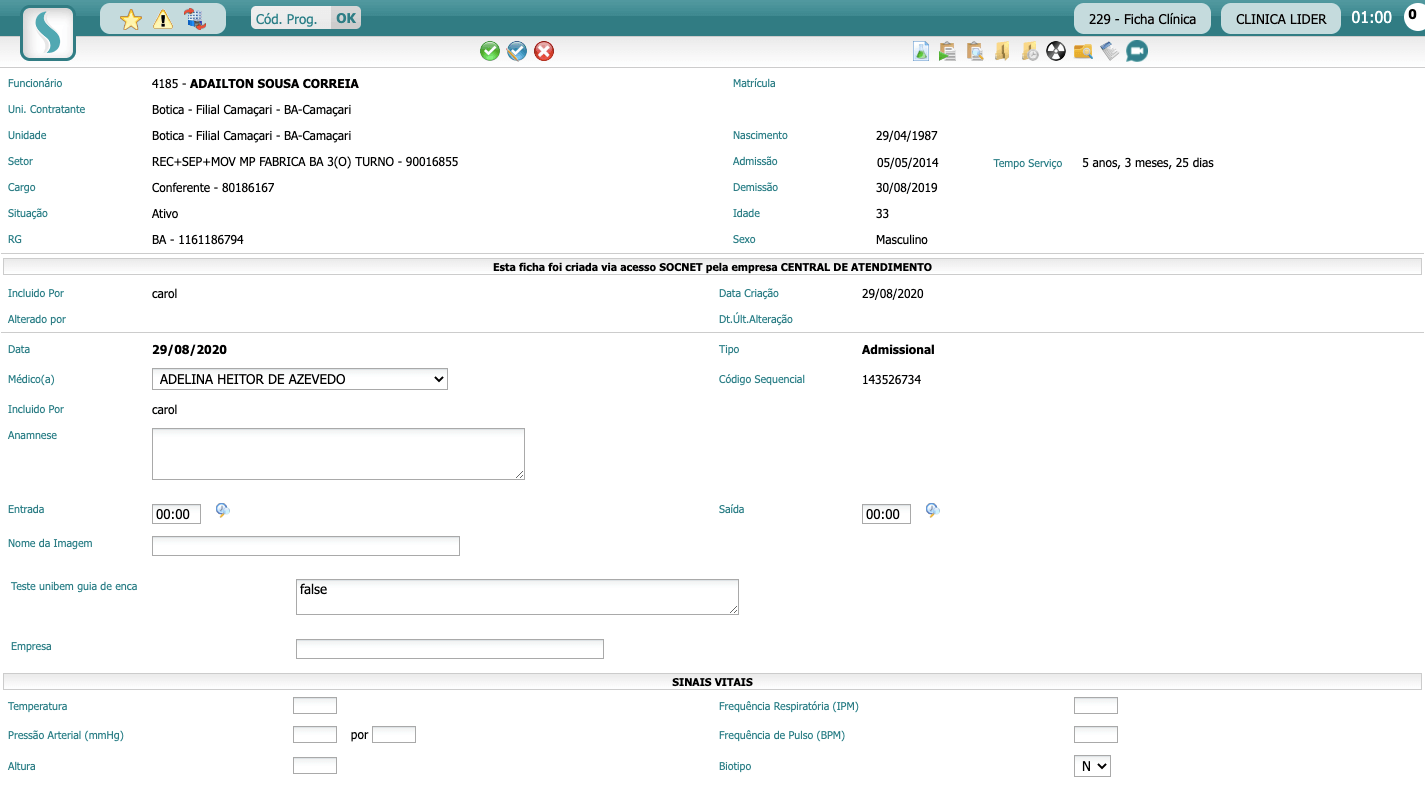 Cód. Prog. OK 229 - Ficha Clínica CLINICA LIDER 01:00 0
Funcionário 4185 - ADAILTON SOUSA CORREIA Matrícula
Uni. Contratante Botica - Filial Camaçari - BA-Camaçari
Unidade Botica - Filial Camaçari - BA-Camaçari Nascimento 29/04/1987
Setor REC+SEP+MOV MP FABRICA BA 3(O) TURNO - 90016855 Admissão 05/05/2014 Tempo Serviço 5 anos, 3 meses, 25 dias
Cargo Conferente - 80186167 Demissão 30/08/2019
Situação Ativo Idade 33
RG BA - 1161186794 Sexo Masculino
Esta ficha foi criada via acesso SOCNET pela empresa CENTRAL DE ATENDIMENTO
Incluido Por carol Data Criação 29/08/2020
Alterado por Dt.Últ.Alteração
Data 29/08/2020 Tipo Admissional
Médico(a) ADELINA HEITOR DE AZEVEDO Código Sequencial 143526734
Incluido Por carol
Anamnese
Entrada 00:00 Saída 00:00
Nome da Imagem
Teste unibem guia de enca false
Empresa
SINAIS VITAIS
Temperatura Frequência Respiratória (IPM)
Pressão Arterial (mmHg) por Frequência de Pulso (BPM)
Altura Biotipo N